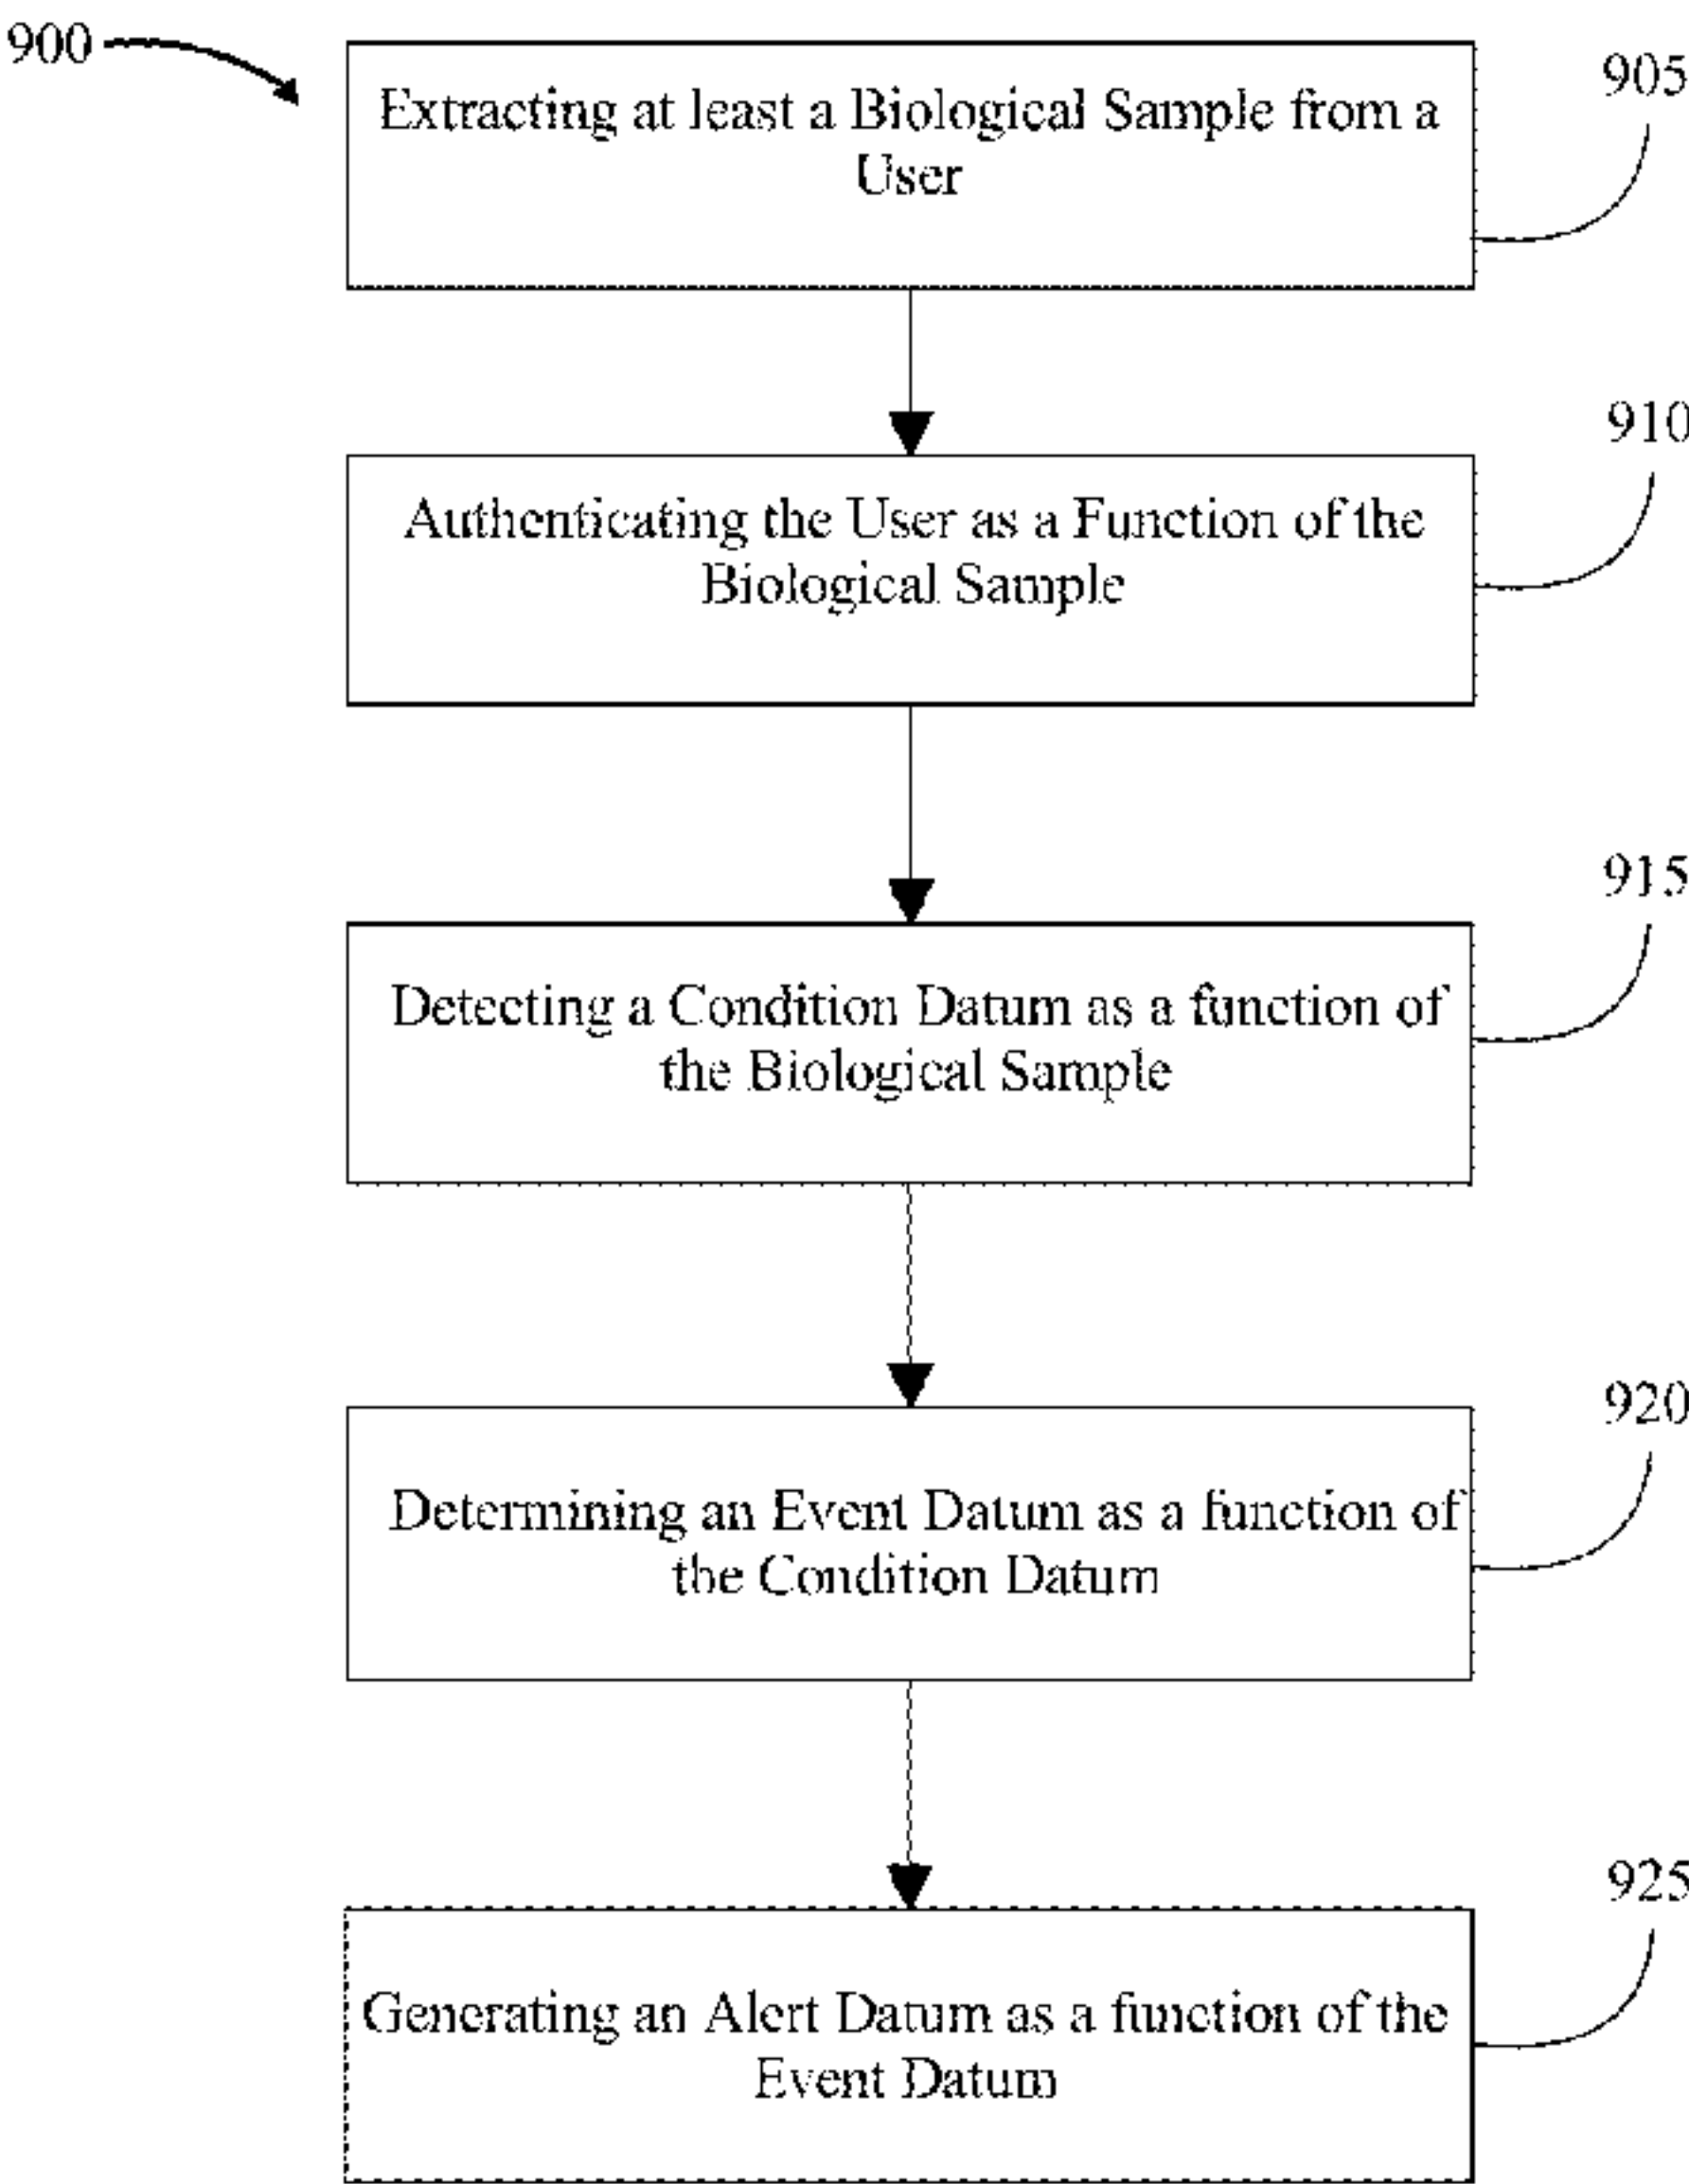 900
905
Extracting at least a Biological Sample from a
User
910
Authenticating the User as a Function of the
Biological Sample
915
Detecting a Condition Datum as a function of
the Biological Sample
920
Determining an Event Datum as a function of
the Condition Datum
925
Generating an Alert Datum as a function of the
Event Datum